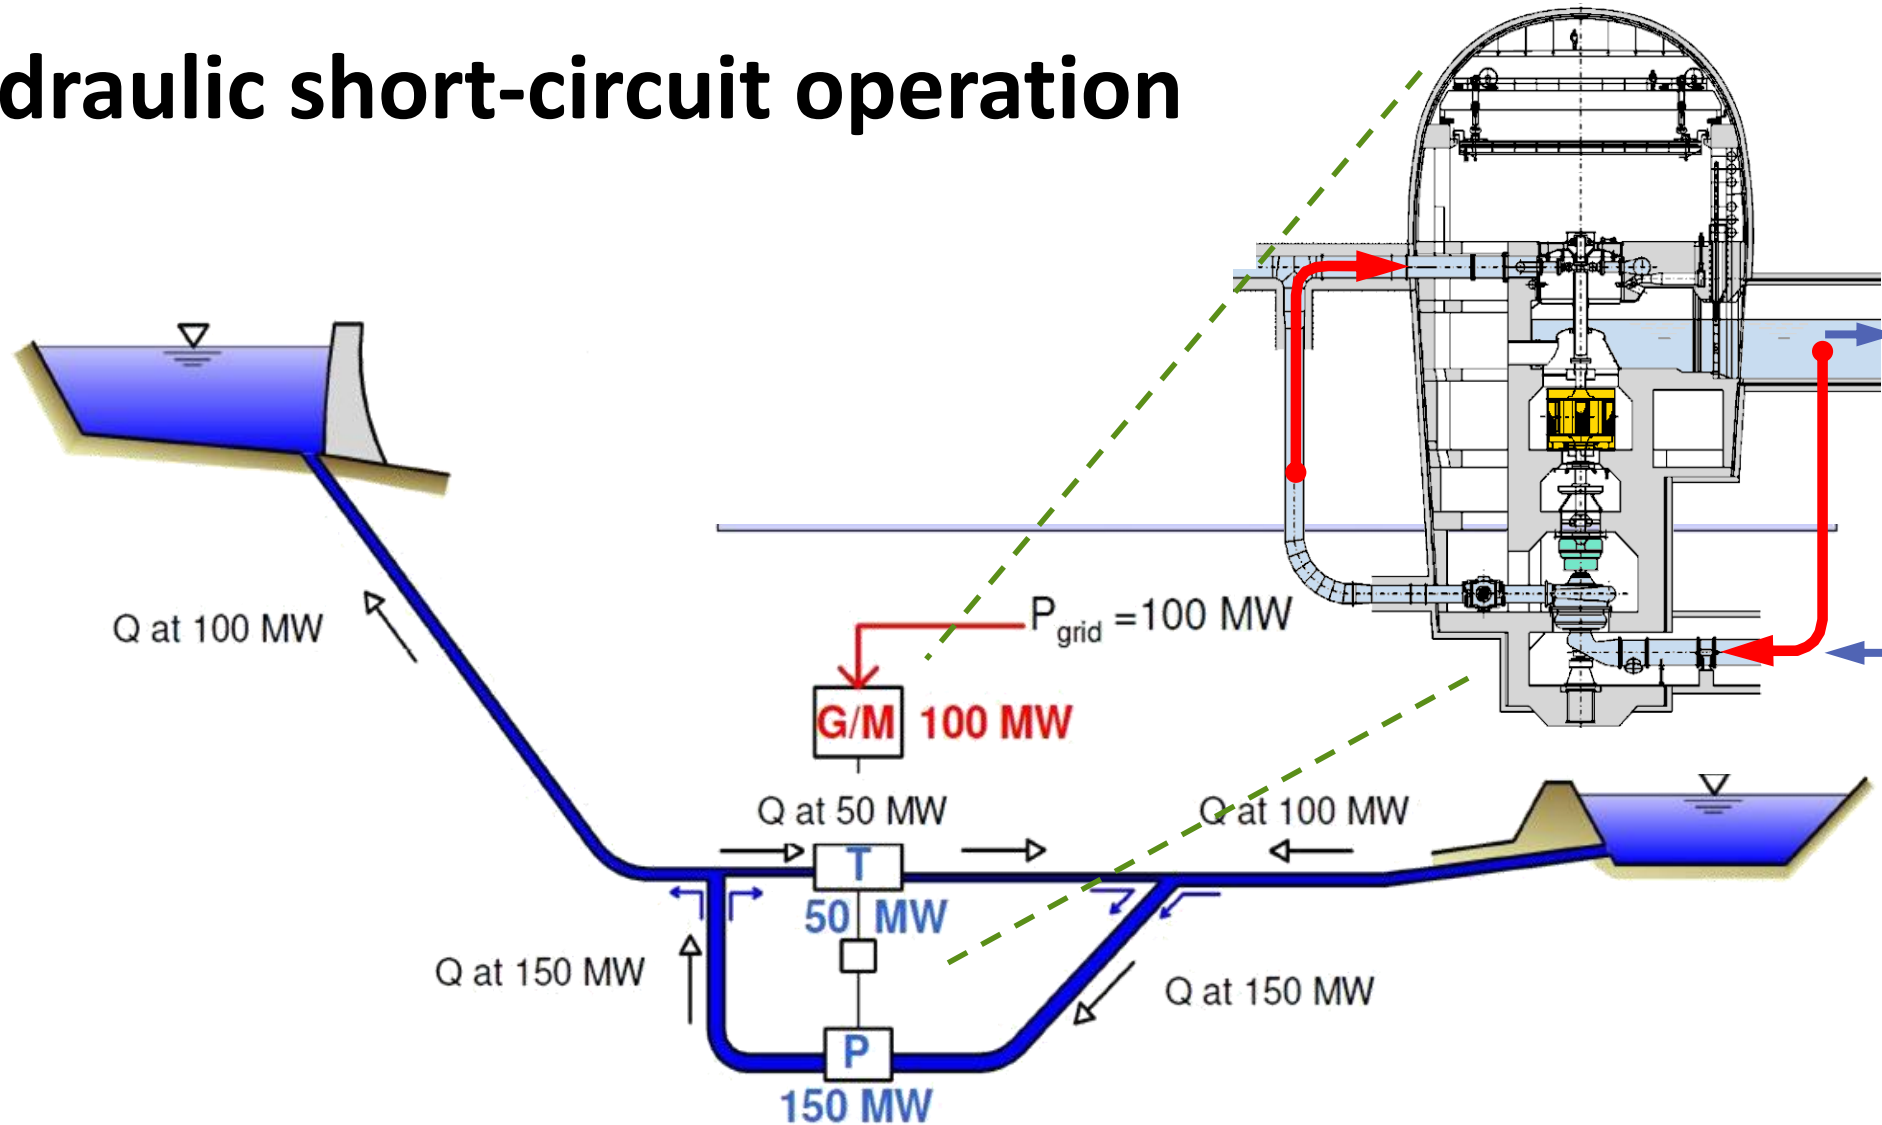 draulic short-circuit operation
Q at 100 MW
Pgrid =100 MW
G/M 100 MW
Q at 50 MW
Q at 100 MW
T
50 MW
Q at 150 MW
Q at 150 MW
P
150 MW